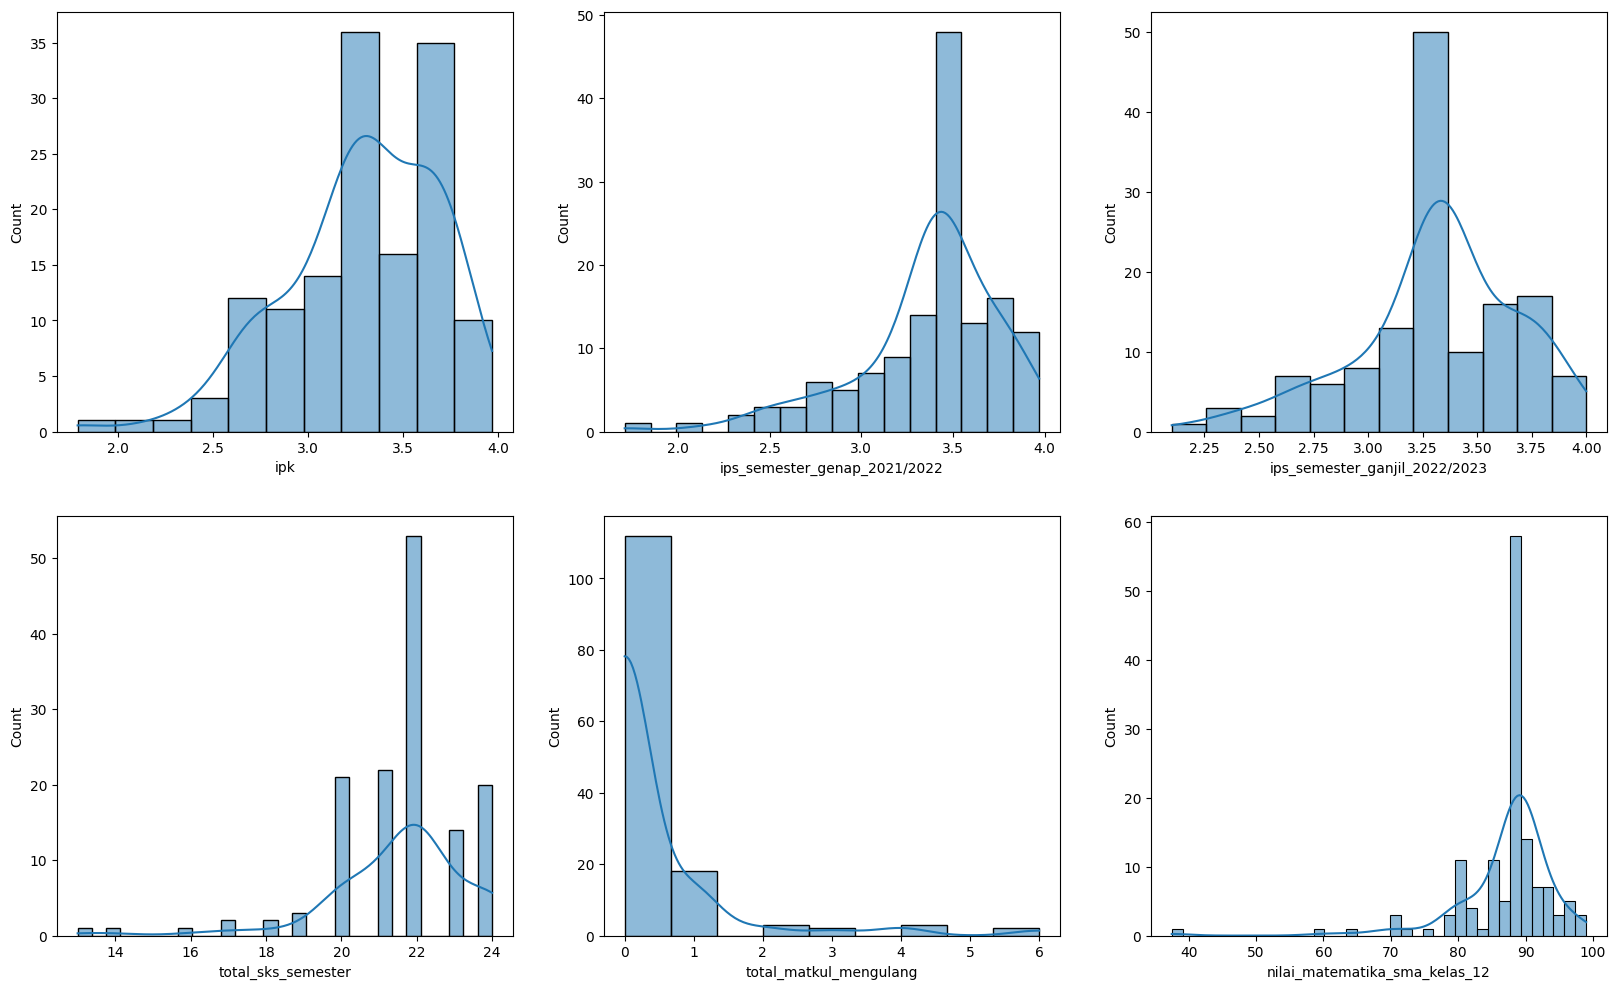 35
30
25
20
15
10
5
0
Count
2.0 2.5 3.0 3.5 4.0
ipk
50
40
30
20
10
0
Count
2.0 2.5 3.0 3.5 4.0
ips_semester_genap_2021/2022
50
40
30
20
10
0
Count
2.25 2.50 2.75 3.00 3.25 3.50 3.75 4.00
ips_semester_ganjil_2022/2023
50
40
30
20
10
0
Count
14 16 18 20 22 24
total_sks_semester
100
80
60
40
20
0
Count
0 1 2 3 4 5 6
total_matkul_mengulang
60
50
40
30
20
10
0
Count
40 50 60 70 80 90 100
nilai_matematika_sma_kelas_12